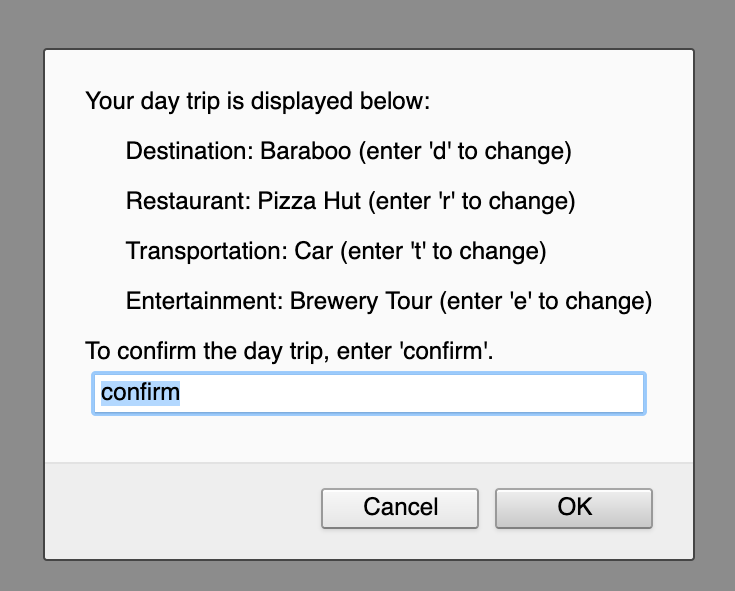 Your day trip is displayed below:
Destination: Baraboo (enter 'd' to change)
Restaurant: Pizza Hut (enter 'r' to change)
Transportation: Car (enter 't' to change)
Entertainment: Brewery Tour (enter 'e' to change)
To confirm the day trip, enter 'confirm'.
confirm
Cancel
OK